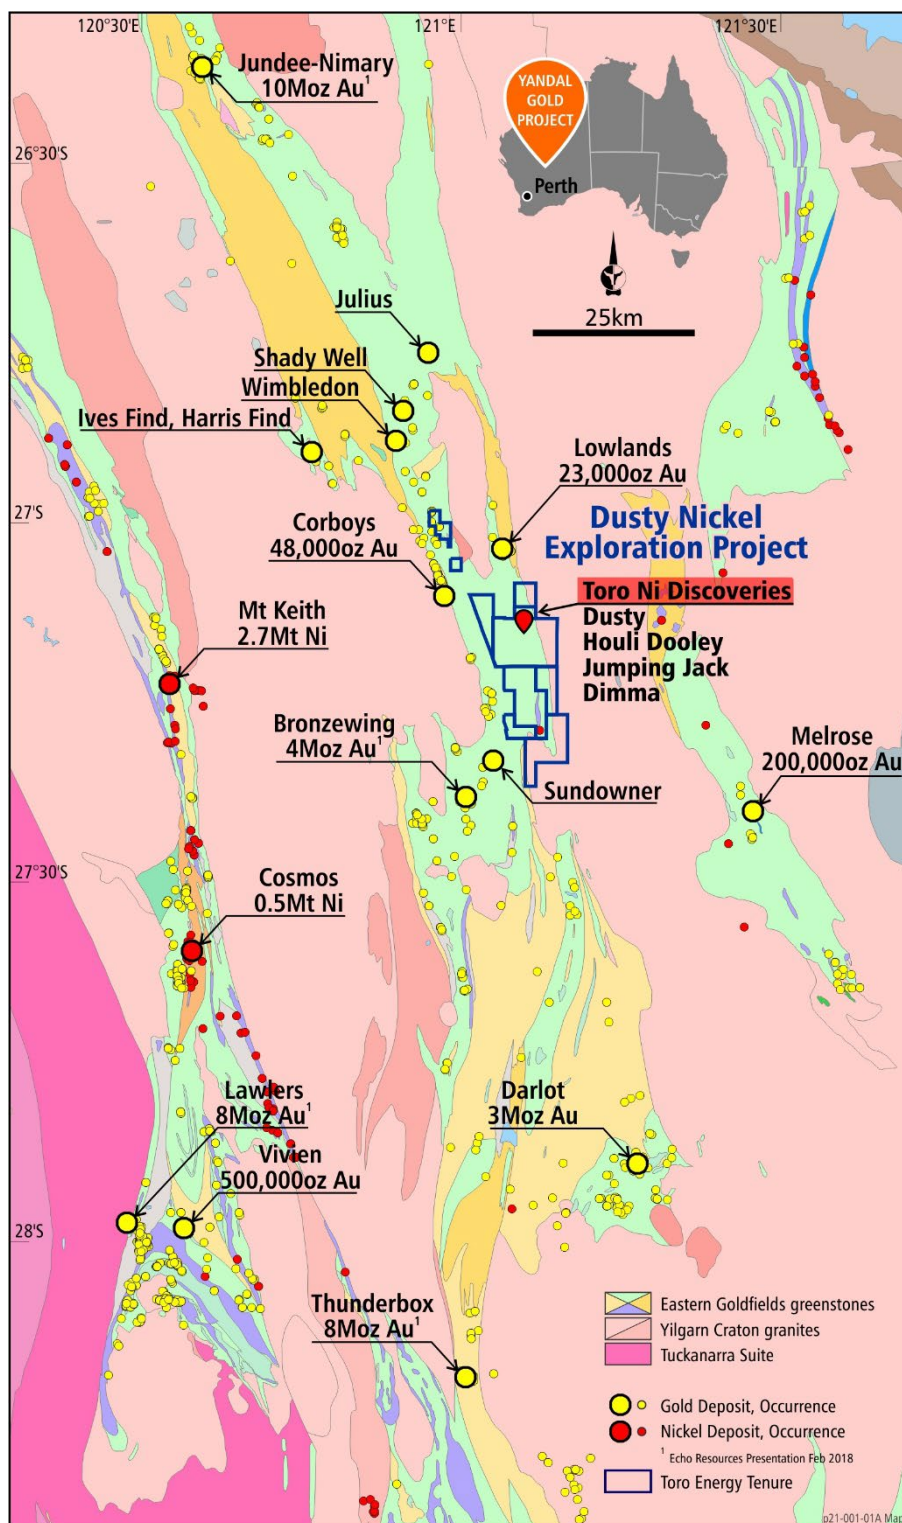 120°30'E
121°E
121°30'E
Jundee-Nimary
10Moz Au¹
YANDAL
GOLD
PROJECT
26°30'S
Perth
25km
Julius
Shady Well
Wimbledon
Ives Find, Harris Find
Lowlands
23,000oz Au
27°S
Corboys
48,000oz Au
Dusty Nickel
Exploration Project
Toro Ni Discoveries
Dusty
Houli Dooley
Jumping Jack
Dimma
Mt Keith
2.7Mt Ni
Bronzewing
4Moz Au¹
Sundowner
Melrose
200,000oz Au
27°30'S
Cosmos
0.5Mt Ni
Lawlers
8Moz Au¹
Vivien
500,000oz Au
Darlot
3Moz Au
28°S
Thunderbox
8Moz Au¹
Eastern Goldfields greenstones
Yilgarn Craton granites
Tuckanarra Suite
Gold Deposit, Occurrence
Nickel Deposit, Occurrence
¹ Echo Resources Presentation Feb 2018
Toro Energy Tenure
p21-001-01A Map